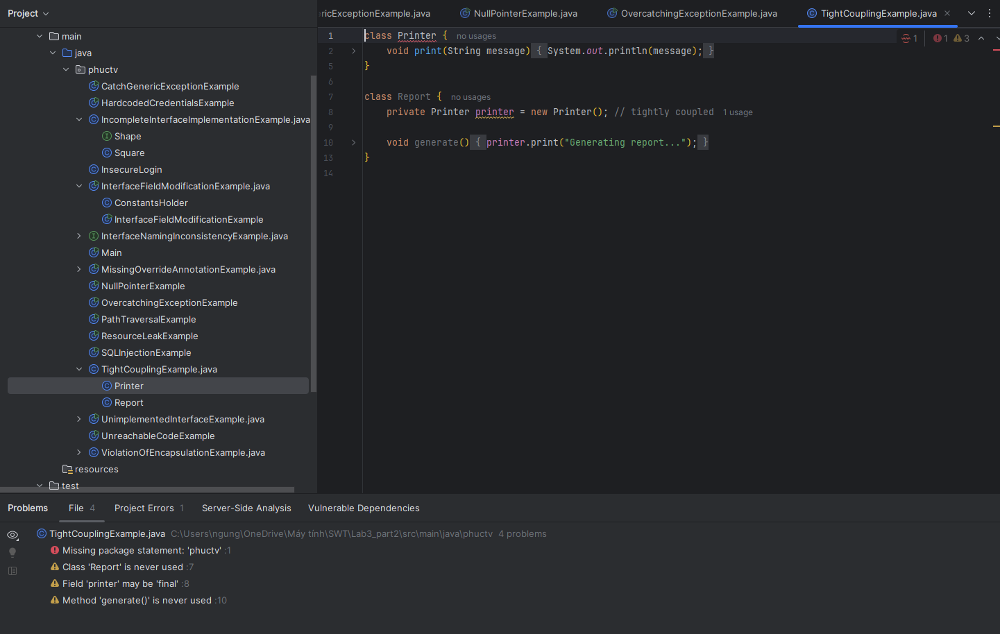 Project
main
java
phuctv
CatchGenericExceptionExample
HardcodedCredentialsExample
IncompleteInterfaceImplementationExample.java
Shape
Square
InsecureLogin
InterfaceFieldModificationExample.java
ConstantsHolder
InterfaceFieldModificationExample
InterfaceNamingInconsistencyExample.java
Main
MissingOverrideAnnotationExample.java
NullPointerExample
OvercatchingExceptionExample
PathTraversalExample
ResourceLeakExample
SQLInjectionExample
TightCouplingExample.java
Printer
Report
UnimplementedInterfaceExample.java
UnreachableCodeExample
ViolationOfEncapsulationExample.java
resources
test
ricExceptionExample.java NullPointerExample.java OvercatchingExceptionExample.java TightCouplingExample.java
1 class Printer { no usages 1 1 3
2 void print(String message) { System.out.println(message); }
5 }
6
7 class Report { no usages
8 private Printer printer = new Printer(); // tightly coupled 1 usage
9
10 void generate() { printer.print("Generating report..."); }
13 }
14
Problems File 4 Project Errors 1 Server-Side Analysis Vulnerable Dependencies
TightCouplingExample.java C:\Users\ngung\OneDrive\Máy tính\SWT\Lab3_part2\src\main\java\phuctv 4 problems
Missing package statement: 'phuctv' :1
Class 'Report' is never used :7
Field 'printer' may be 'final' :8
Method 'generate()' is never used :10